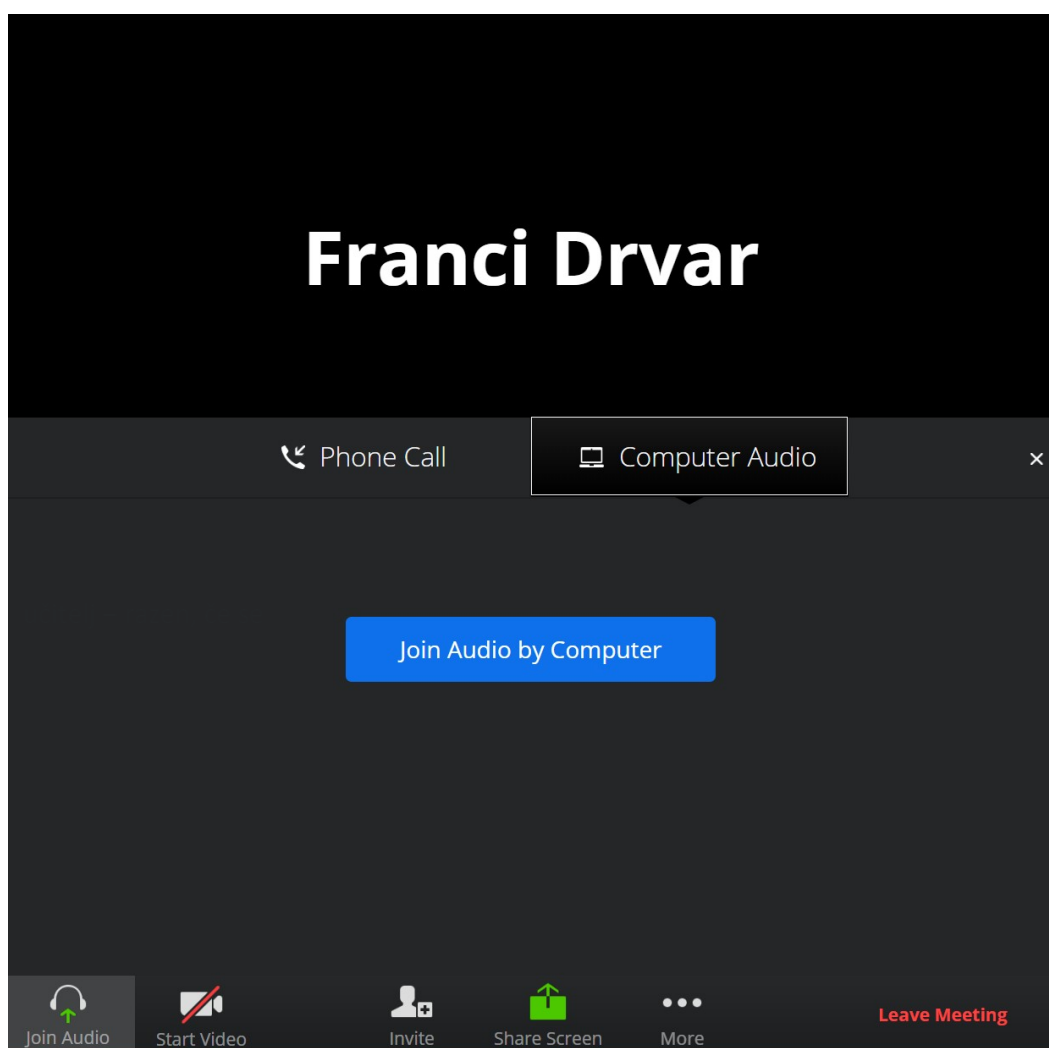 Franci Drvar
Phone Call Computer Audio
Join Audio by Computer
Join Audio Start Video Invite Share Screen More Leave Meeting